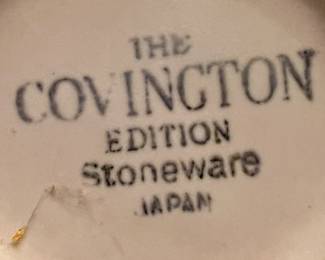 THE
COVINGTON
EDITION
Stoneware
JAPAN